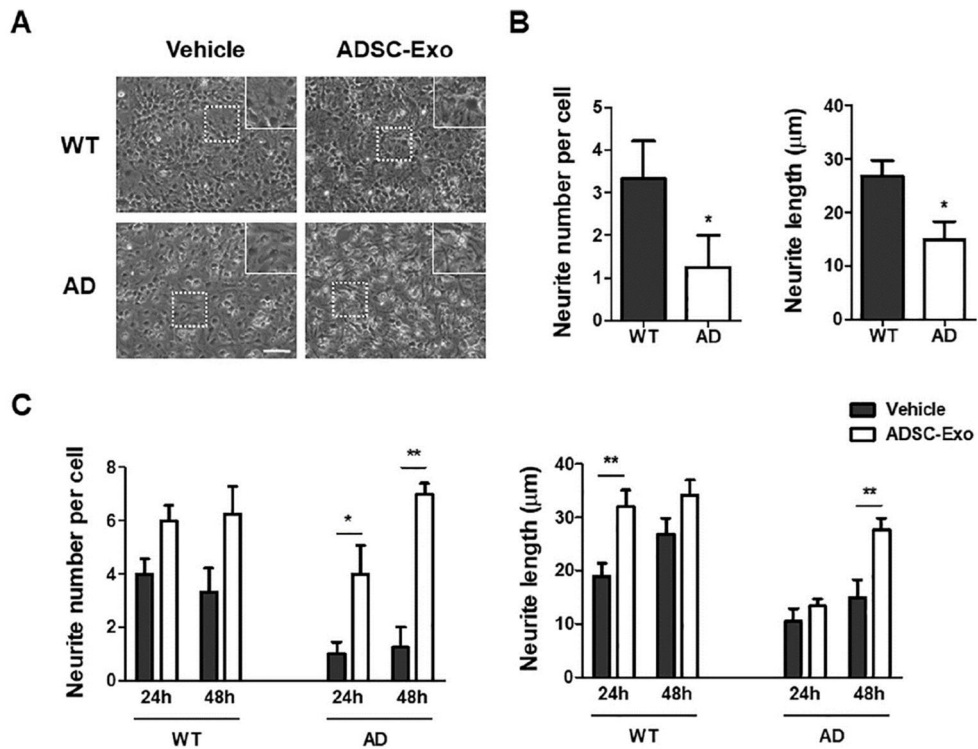 A
Vehicle ADSC-Exo
WT
AD
B
Neurite number per cell
5
4
3
2
1
0
*
WT AD
Neurite length (μm)
40
30
20
10
0
*
WT AD
C
Vehicle
ADSC-Exo
Neurite number per cell
8
6
4
2
0
*
**
24h 48h 24h 48h
WT AD
Neurite length (μm)
40
30
20
10
0
**
**
24h 48h 24h 48h
WT AD